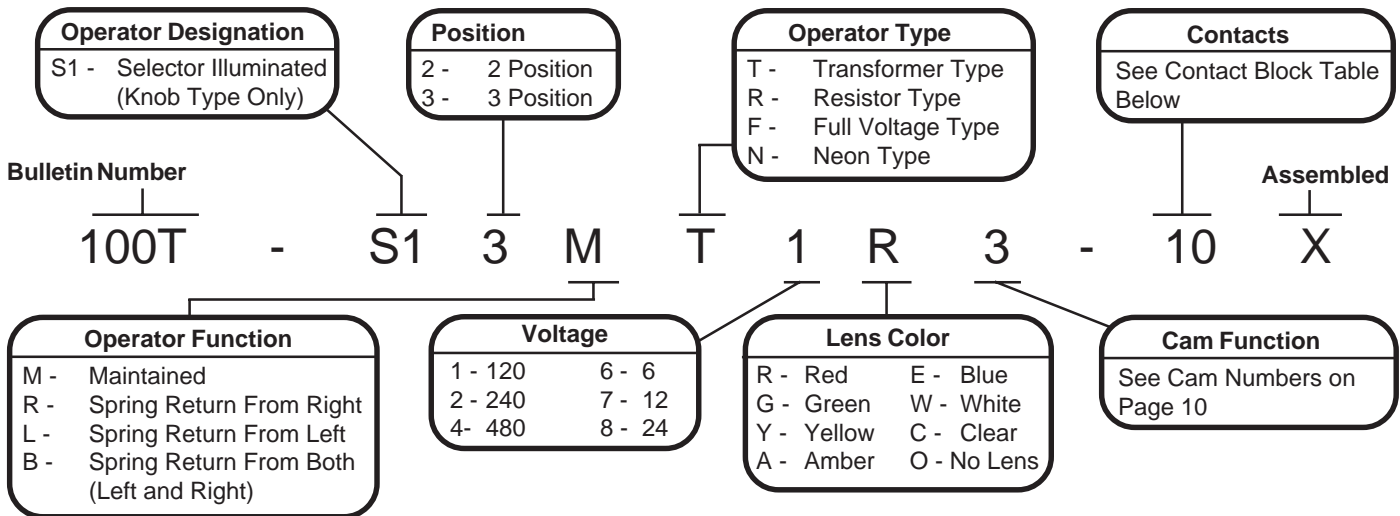 Operator Designation
S1 - Selector Illuminated
(Knob Type Only)
Position
2 - 2 Position
3 - 3 Position
Operator Type
T - Transformer Type
R - Resistor Type
F - Full Voltage Type
N - Neon Type
Contacts
See Contact Block Table
Below
Bulletin Number
Assembled
100T - S1 3 M T 1 R 3 - 10 X
Operator Function
M - Maintained
R - Spring Return From Right
L - Spring Return From Left
B - Spring Return From Both
(Left and Right)
Voltage
1 - 120 6 - 6
2 - 240 7 - 12
4- 480 8 - 24
Lens Color
R - Red E - Blue
G - Green W - White
Y - Yellow C - Clear
A - Amber O - No Lens
Cam Function
See Cam Numbers on
Page 10